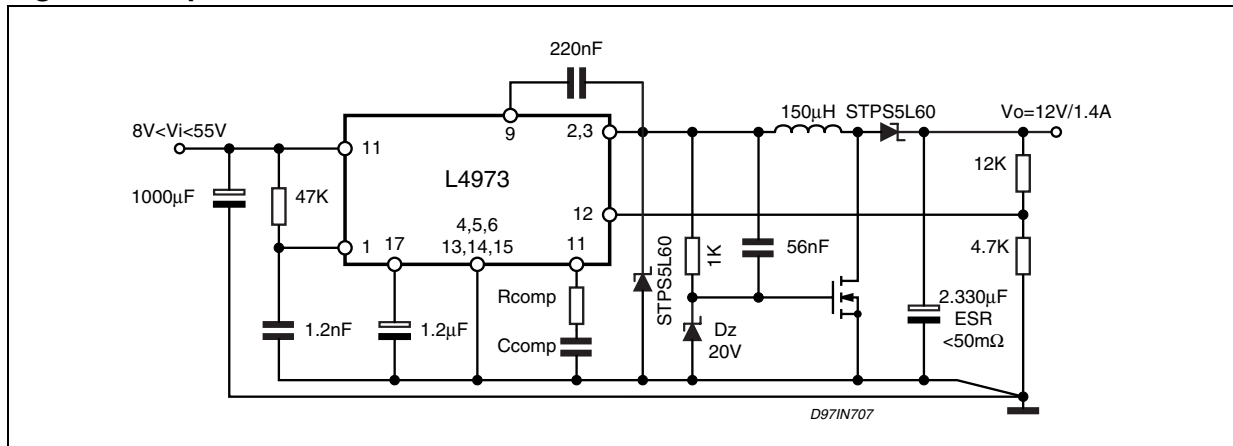 220nF
8V<Vi<55V
9
2,3
150μH
STPS5L60
Vo=12V/1.4A
11
1000μF
47K
L4973
12K
12
4,5,6
13,14,15
1
17
11
56nF
4.7K
1K
STPS5L60
Rcomp
Ccomp
1.2nF
1.2μF
Dz
20V
2.330μF
ESR
<50mΩ
D97IN707